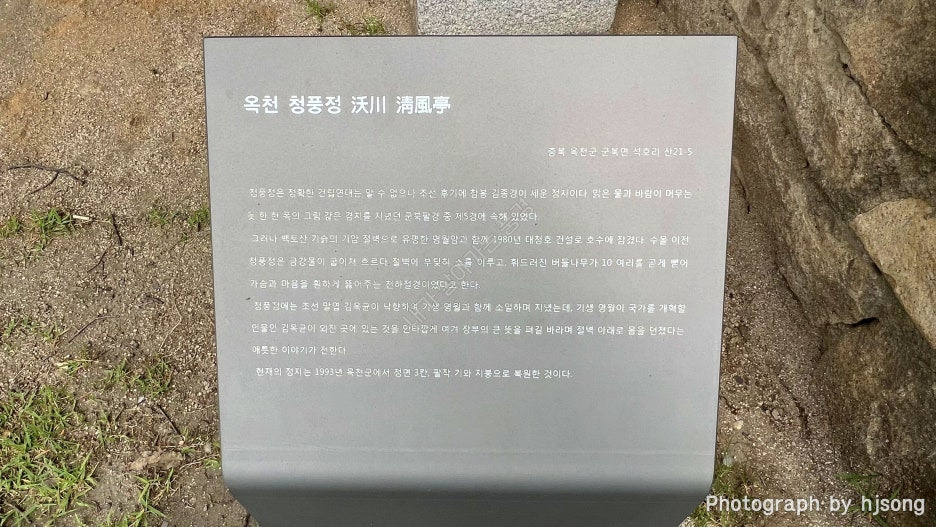 옥천 청풍정 沃川 淸風亭
충북 옥천군 군북면 석호리 산21-5
청풍정은 정확한 건립연대는 알 수 없으나 조선 후기에 참봉 김종경이 세운 정자이다. 맑은 물과 바람이 머무는
듯 한 한 폭의 그림 같은 경치를 지녔던 군북팔경 중 제5경에 속해 있었다.
그러나 백토산 기슭의 기암 절벽으로 유명한 명월암과 함께 1980년 대청호 건설로 호수에 잠겼다. 수몰 이전
청풍정은 금강물이 굽이쳐 흐르다 절벽에 부딪혀 소를 이루고, 휘드러진 버들나무가 10 여리를 곧게 뻗어
가슴과 마음을 훤하게 뚫어주는 천하절경이었다고 한다.
청풍정에는 조선 말엽 김옥균이 낙향하여 기생 명월과 함께 소일하며 지냈는데, 기생 명월이 국가를 개혁할
인물인 김옥균이 외진 곳에 있는 것을 안타깝게 여겨 장부의 큰 뜻을 펴길 바라며 절벽 아래로 몸을 던졌다는
애틋한 이야기가 전한다.
현재의 정자는 1993년 옥천군에서 정면 3칸, 팔작 기와 지붕으로 복원한 것이다.
Photograph by hjsong